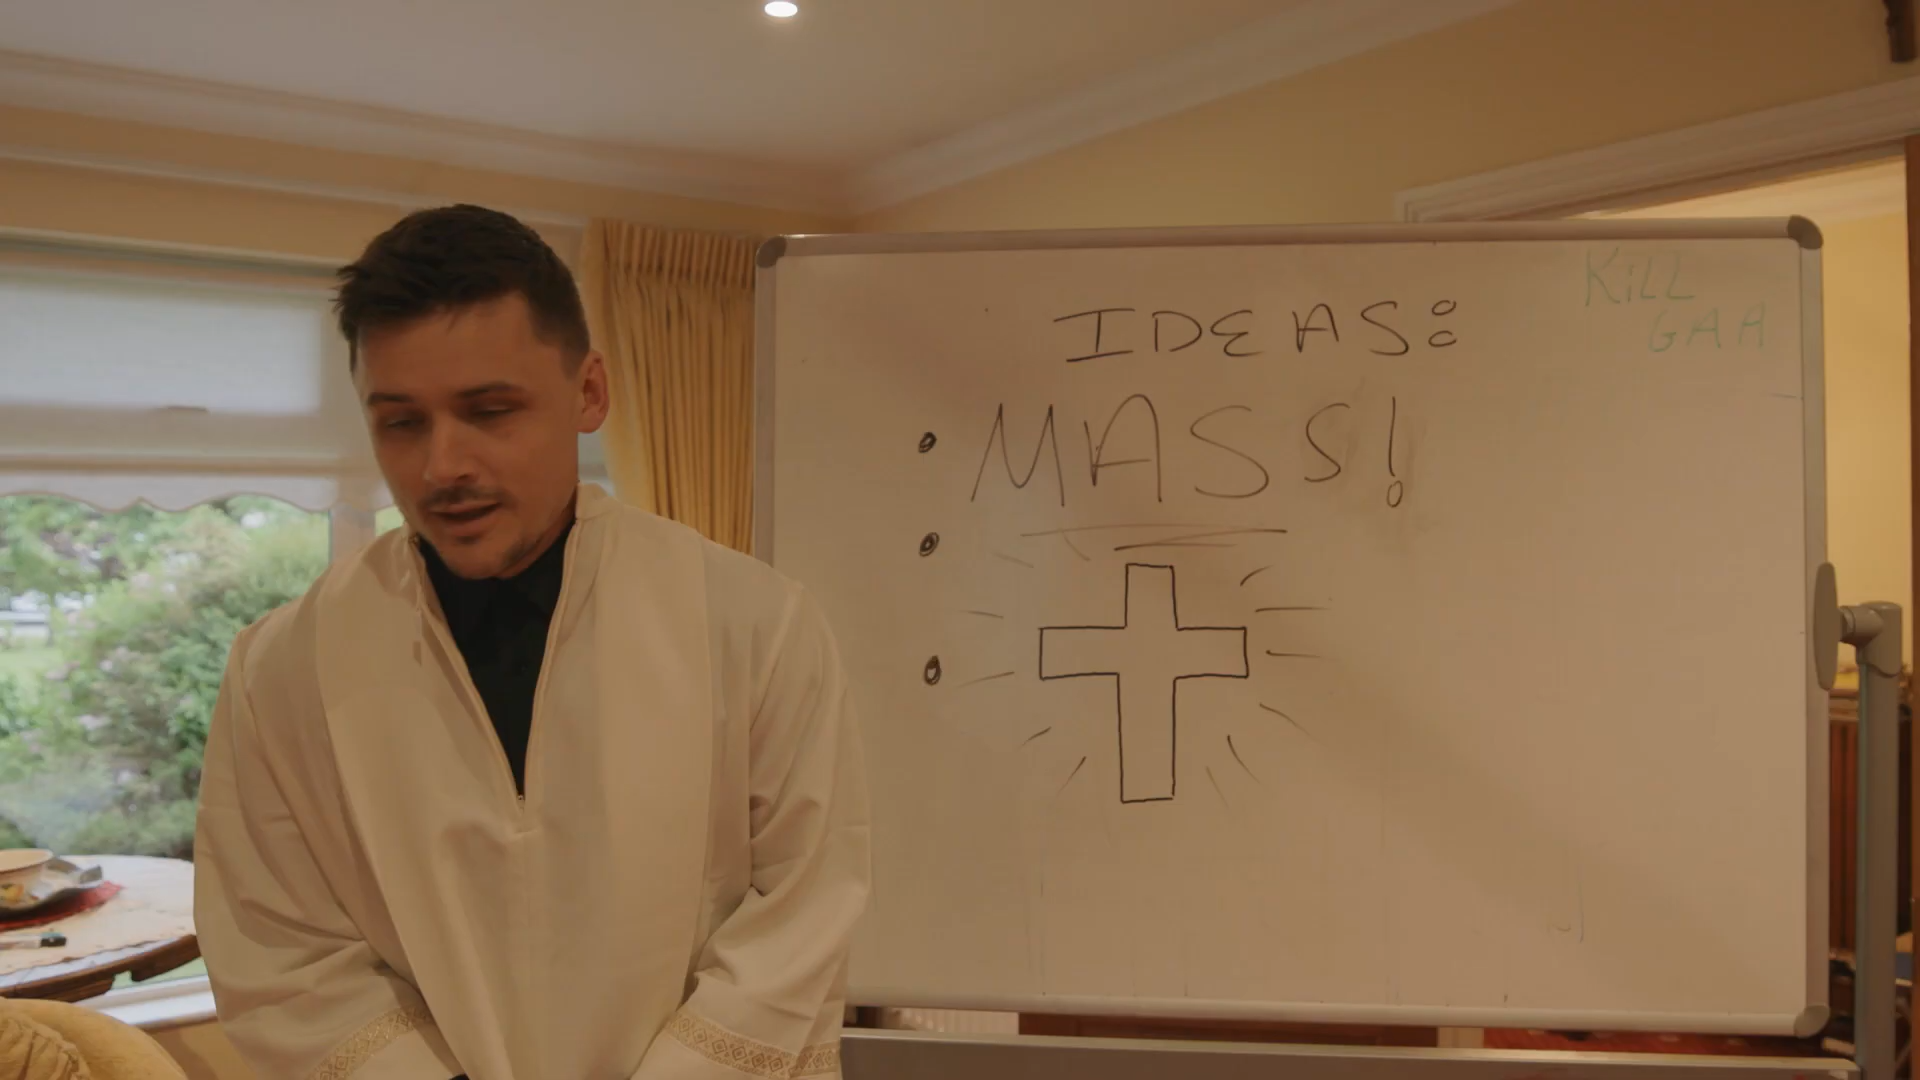 IDEAS:
KiLL
GAA
• MASS!
•
•